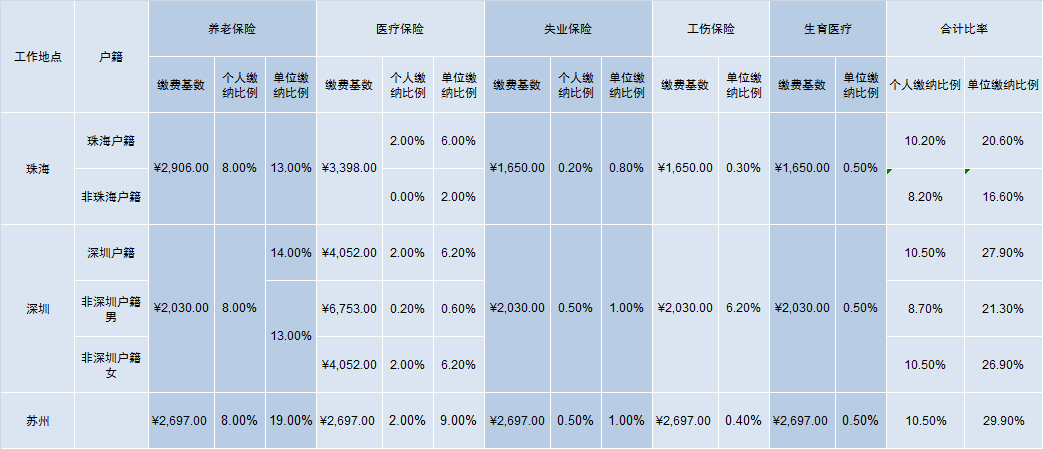 工作地点 户籍 养老保险 医疗保险 失业保险 工伤保险 生育医疗 合计比率
缴费基数 个人缴纳比例 单位缴纳比例 缴费基数 个人缴纳比例 单位缴纳比例 缴费基数 个人缴纳比例 单位缴纳比例 缴费基数 单位缴纳比例 缴费基数 单位缴纳比例 个人缴纳比例 单位缴纳比例
珠海 珠海户籍 ¥2,906.00 8.00% 13.00% ¥3,398.00 2.00% 6.00% ¥1,650.00 0.20% 0.80% ¥1,650.00 0.30% ¥1,650.00 0.50% 10.20% 20.60%
非珠海户籍 0.00% 2.00% 8.20% 16.60%
深圳 深圳户籍 ¥2,030.00 8.00% 14.00% ¥4,052.00 2.00% 6.20% ¥2,030.00 0.50% 1.00% ¥2,030.00 6.20% ¥2,030.00 0.50% 10.50% 27.90%
非深圳户籍男 13.00% ¥6,753.00 0.20% 0.60% 8.70% 21.30%
非深圳户籍女 ¥4,052.00 2.00% 6.20% 10.50% 26.90%
苏州 ¥2,697.00 8.00% 19.00% ¥2,697.00 2.00% 9.00% ¥2,697.00 0.50% 1.00% ¥2,697.00 0.40% ¥2,697.00 0.50% 10.50% 29.90%